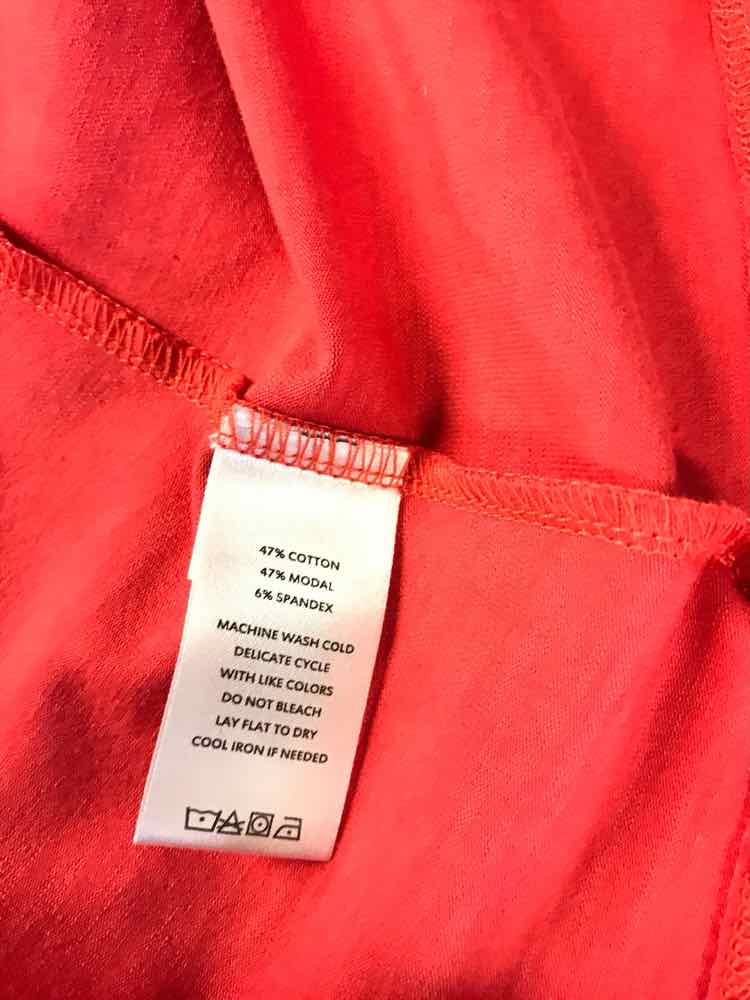 47% COTTON
47% MODAL
6% SPANDEX
MACHINE WASH COLD
DELICATE CYCLE
WITH LIKE COLORS
DO NOT BLEACH
LAY FLAT TO DRY
COOL IRON IF NEEDED